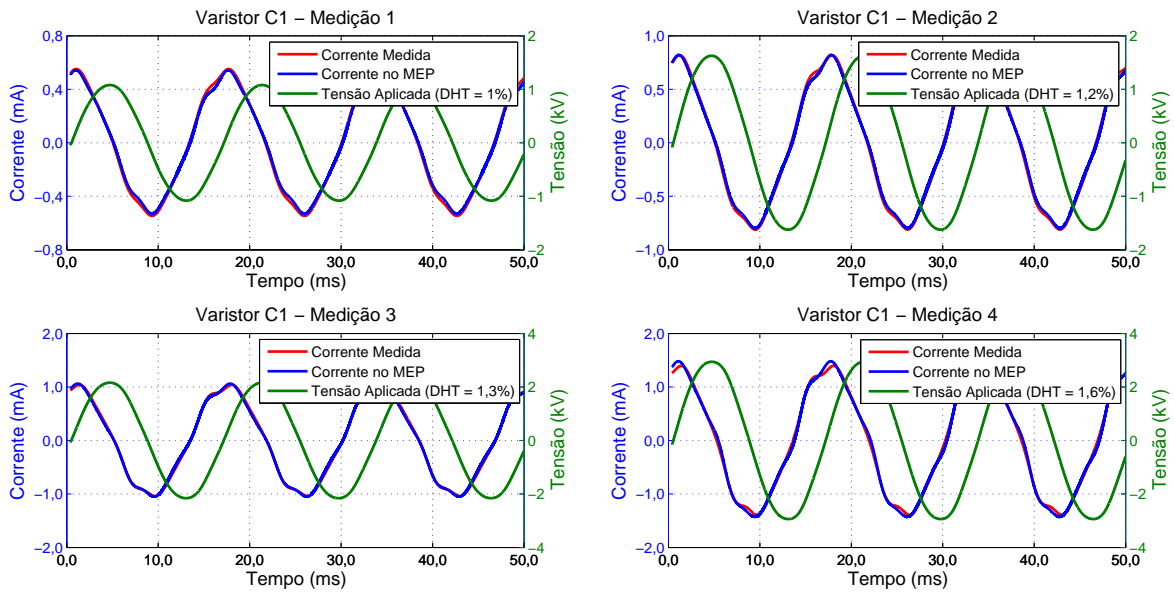 Varistor C1 – Medição 1
Corrente (mA)
0,8
0,4
0,0
−0,4
−0,8
Corrente Medida
Corrente no MEP
Tensão Aplicada (DHT = 1%)
2
1
0
−1
−2
Tensão (kV)
0,0 10,0 20,0 30,0 40,0 50,0
Tempo (ms)
Varistor C1 – Medição 2
Corrente (mA)
1,0
0,5
0,0
−0,5
−1,0
Corrente Medida
Corrente no MEP
Tensão Aplicada (DHT = 1,2%)
2
1
0
−1
−2
Tensão (kV)
0,0 10,0 20,0 30,0 40,0 50,0
Tempo (ms)
Varistor C1 – Medição 3
Corrente (mA)
2,0
1,0
0,0
−1,0
−2,0
Corrente Medida
Corrente no MEP
Tensão Aplicada (DHT = 1,3%)
4
2
0
−2
−4
Tensão (kV)
0,0 10,0 20,0 30,0 40,0 50,0
Tempo (ms)
Varistor C1 – Medição 4
Corrente (mA)
2,0
1,0
0,0
−1,0
−2,0
Corrente Medida
Corrente no MEP
Tensão Aplicada (DHT = 1,6%)
4
2
0
−2
−4
Tensão (kV)
0,0 10,0 20,0 30,0 40,0 50,0
Tempo (ms)